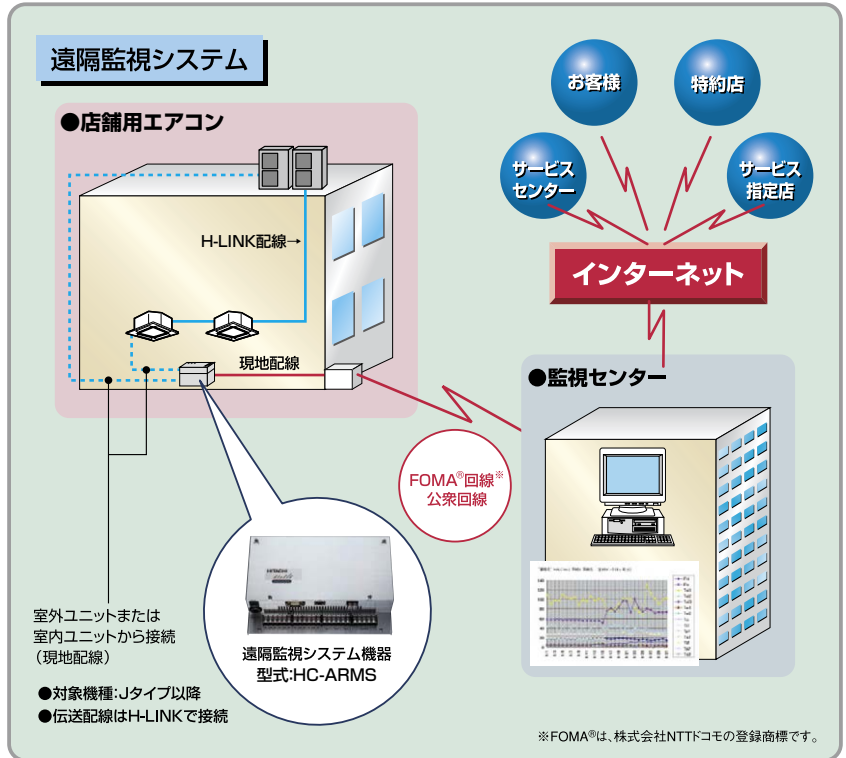 遠隔監視システム
●店舗用エアコン
H-LINK配線→
現地配線
お客様
特約店
サービス
センター
サービス
指定店
インターネット
●監視センター
FOMA®回線※
公衆回線
HITACHI
遠隔監視システム機器
型式:HC-ARMS
室外ユニットまたは
室内ユニットから接続
（現地配線）
●対象機種:Jタイプ以降
●伝送配線はH-LINKで接続
※FOMA®は、株式会社NTTドコモの登録商標です。